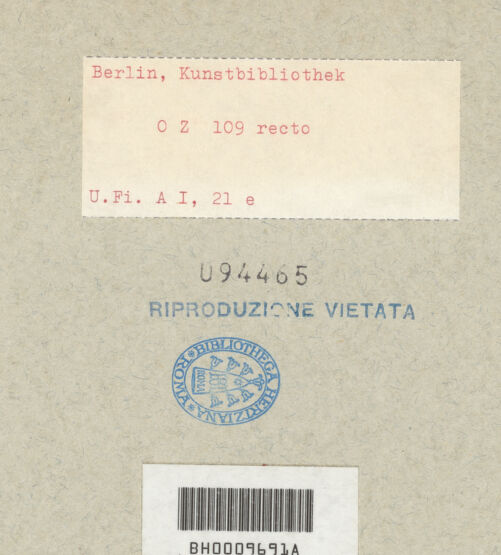 Berlin, Kunstbibliothek
O Z 109 recto
U.Fi. A I, 21 e
U94465
RIPRODUZIONE VIETATA
BIBLIOTHECA HERTZIANA * ROMA *
BH0009691A